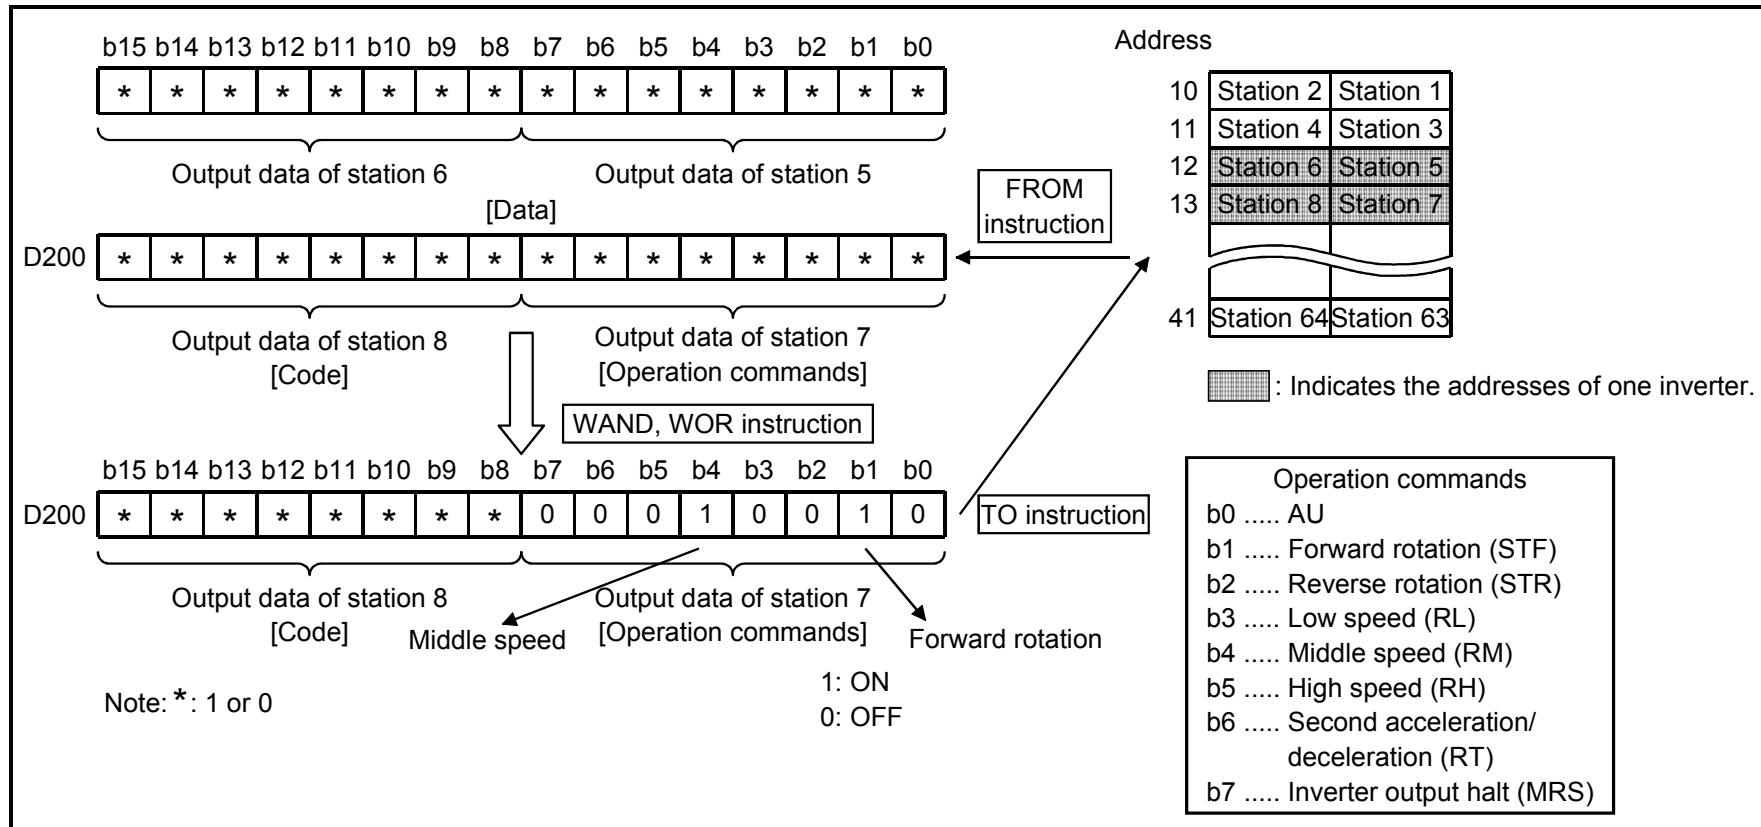 b15 b14 b13 b12 b11 b10 b9 b8 b7 b6 b5 b4 b3 b2 b1 b0
* * * * * * * * * * * * * * * *
Output data of station 6 Output data of station 5
[Data]
D200 * * * * * * * * * * * * * * * *
Output data of station 8 Output data of station 7
[Code] [Operation commands]
WAND, WOR instruction
b15 b14 b13 b12 b11 b10 b9 b8 b7 b6 b5 b4 b3 b2 b1 b0
D200 * * * * * * * * 0 0 0 1 0 0 1 0
Output data of station 8 Output data of station 7
[Code] Middle speed [Operation commands] Forward rotation
1: ON
0: OFF
Note: *: 1 or 0
FROM
instruction
TO instruction
Address
10 Station 2 Station 1
11 Station 4 Station 3
12 Station 6 Station 5
13 Station 8 Station 7
41 Station 64 Station 63
: Indicates the addresses of one inverter.
Operation commands
b0 ..... AU
b1 ..... Forward rotation (STF)
b2 ..... Reverse rotation (STR)
b3 ..... Low speed (RL)
b4 ..... Middle speed (RM)
b5 ..... High speed (RH)
b6 ..... Second acceleration/
deceleration (RT)
b7 ..... Inverter output halt (MRS)